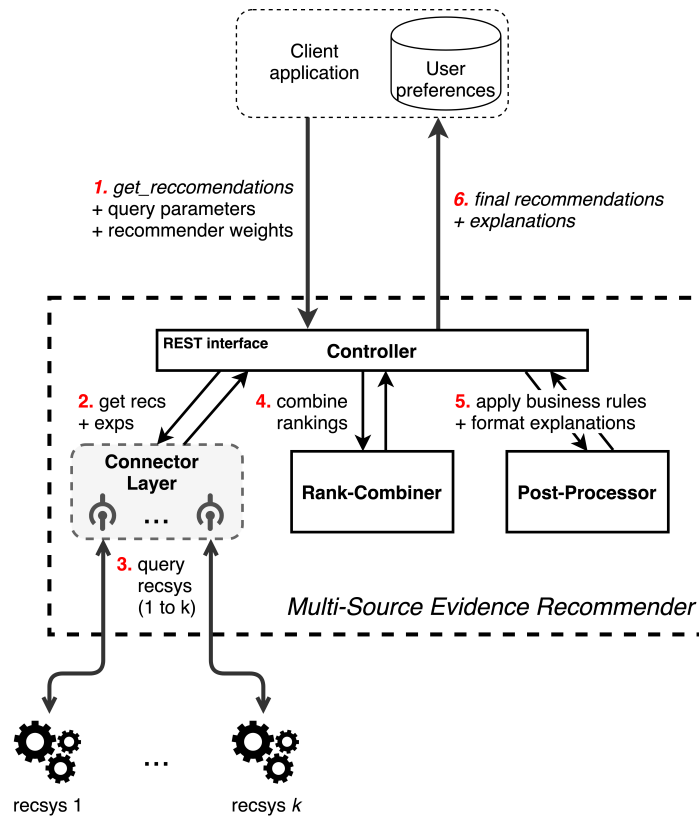 Client
application
User
preferences
1. get_reccomendations
+ query parameters
+ recommender weights
6. final recommendations
+ explanations
REST interface
Controller
2. get recs
+ exps
4. combine
rankings
5. apply business rules
+ format explanations
Connector
Layer
...
Rank-Combiner
Post-Processor
3. query
recsys
(1 to k)
Multi-Source Evidence Recommender
...
recsys 1
recsys k